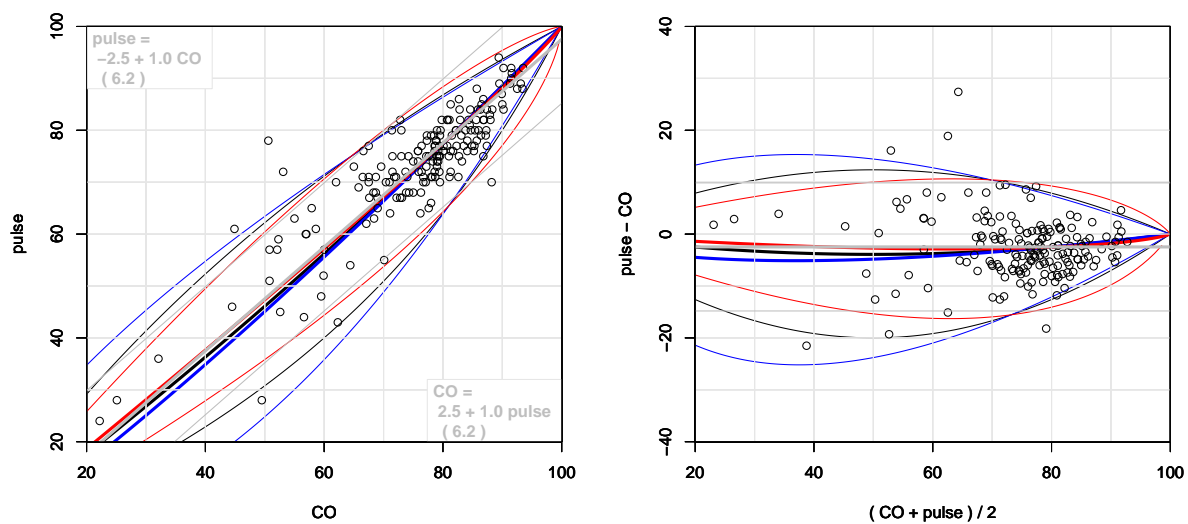 pulse =
−2.5 + 1.0 CO
( 6.2 )
CO =
2.5 + 1.0 pulse
( 6.2 )
100
80
60
40
20
pulse
20 40 60 80 100
CO
40
20
0
−20
−40
pulse − CO
20 40 60 80 100
( CO + pulse ) / 2